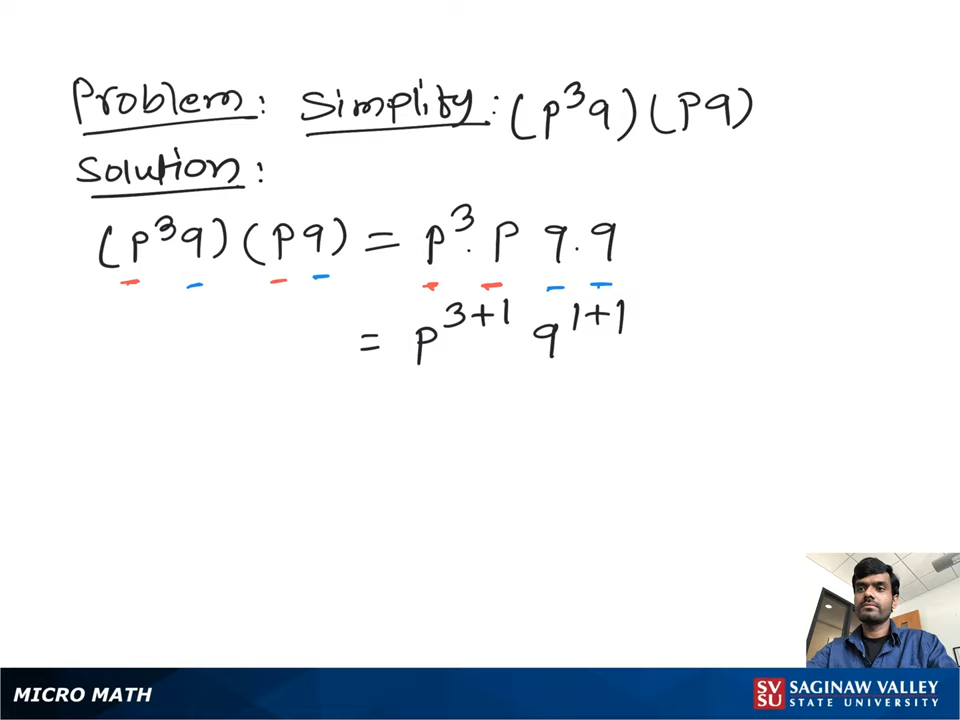 Problem: Simplify: (p³q)(pq)
Solution:
(p³q)(pq) = p³·p q·q
= p³⁺¹ q¹⁺¹
MICRO MATH
SV
SU
SAGINAW VALLEY
STATE UNIVERSITY